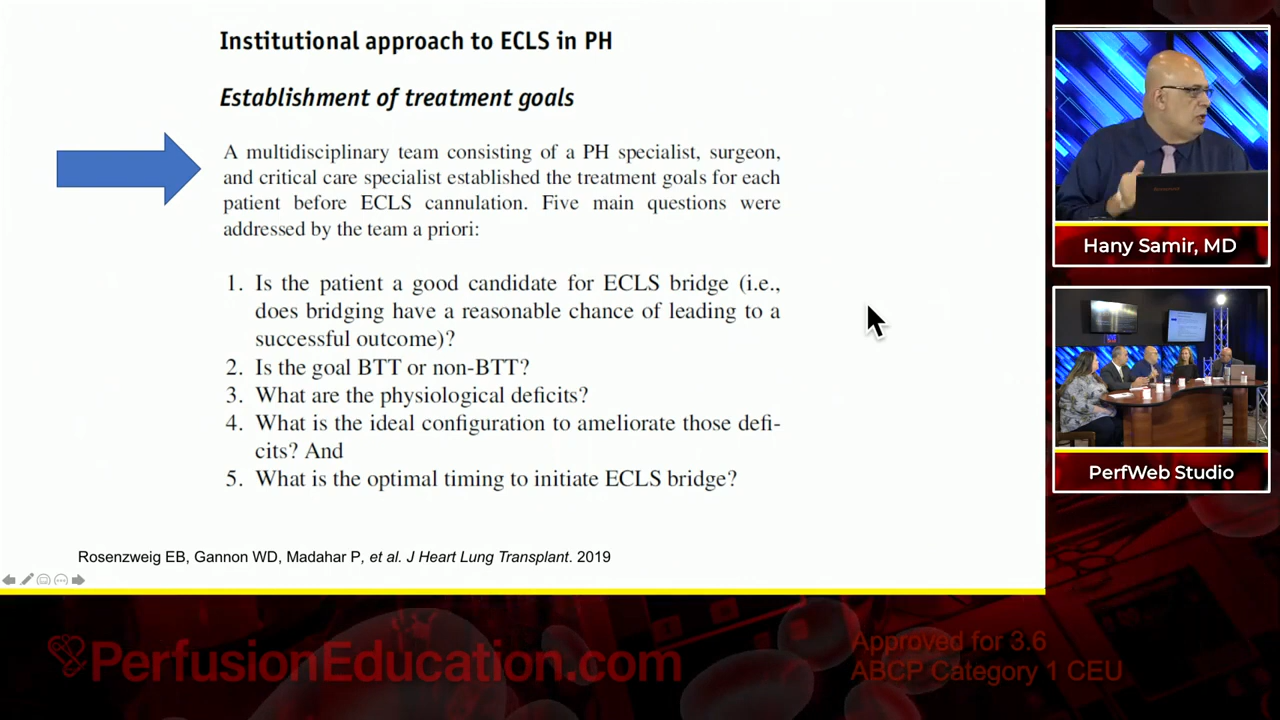 Institutional approach to ECLS in PH
Establishment of treatment goals
A multidisciplinary team consisting of a PH specialist, surgeon,
and critical care specialist established the treatment goals for each
patient before ECLS cannulation. Five main questions were
addressed by the team a priori:
1. Is the patient a good candidate for ECLS bridge (i.e.,
does bridging have a reasonable chance of leading to a
successful outcome)?
2. Is the goal BTT or non-BTT?
3. What are the physiological deficits?
4. What is the ideal configuration to ameliorate those defi-
cits? And
5. What is the optimal timing to initiate ECLS bridge?
Rosenzweig EB, Gannon WD, Madahar P, et al. J Heart Lung Transplant. 2019
Hany Samir, MD
PerfWeb Studio
PerfusionEducation.com
Approved for 3.6
ABCP Category 1 CEU